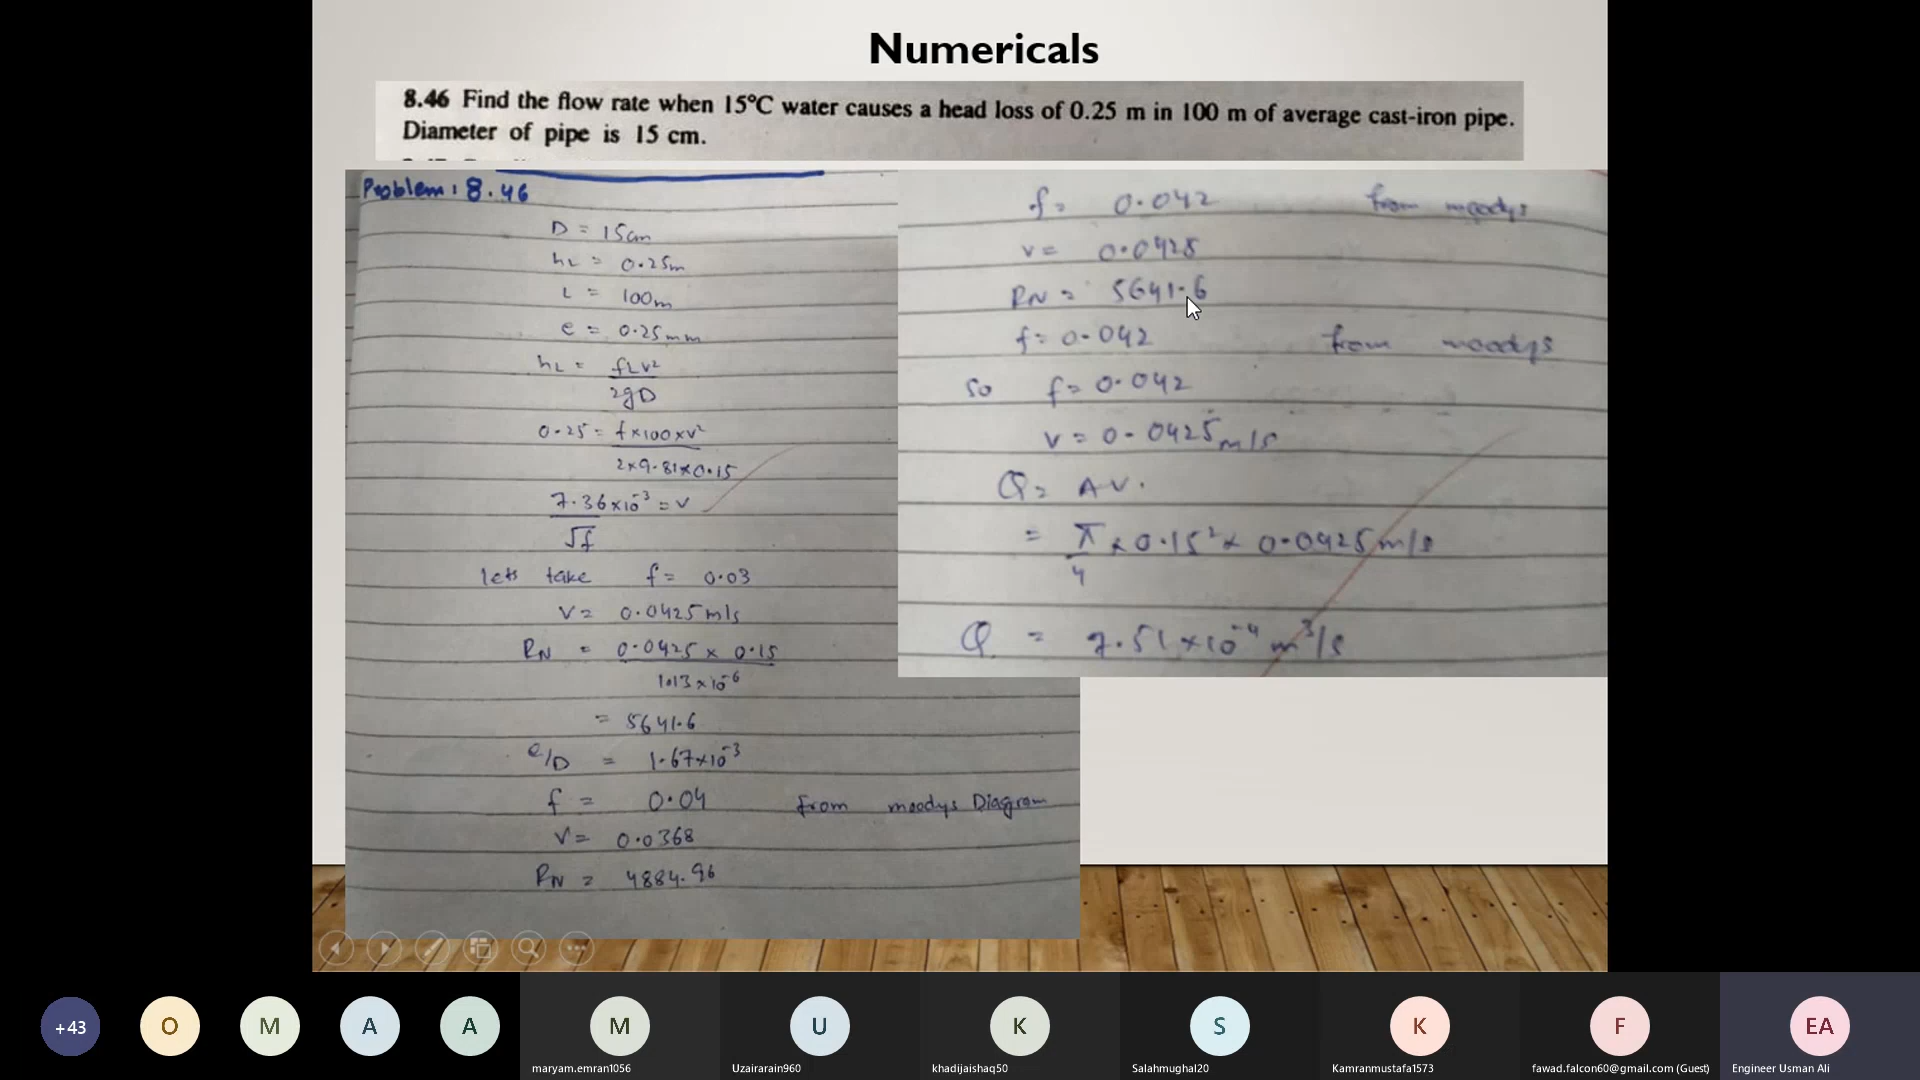 Numericals
8.46 Find the flow rate when 15°C water causes a head loss of 0.25 m in 100 m of average cast-iron pipe.
Diameter of pipe is 15 cm.
Problem: 8.46
D = 15cm
hL = 0.25m
L = 100m
e = 0.25mm
hL = fLv²
2gD
0.25 = f×100×v²
2×9.81×0.15
7.36×10⁻³ = v
√f
lets take f = 0.03
V = 0.0425 m/s
RN = 0.0425 × 0.15
1.13×10⁻⁶
= 5641.6
e/D = 1.67×10⁻³
f = 0.04 from moodys Diagram
V = 0.0368
RN = 4884.96
f = 0.042 from moodys
v = 0.0425
RN = 5641.6
f = 0.042 from moodys
So f = 0.042
v = 0.0425 m/s
Q = AV.
= π × 0.15² × 0.0425 m/s
4
Q = 7.51×10⁻⁴ m³/s
+43
O
M
A
A
M
U
K
S
K
F
EA
maryam.emran1056
Uzairarain960
khadijaishaq50
Salahmughal20
Kamranmustafa1573
fawad.falcon60@gmail.com (Guest)
Engineer Usman Ali